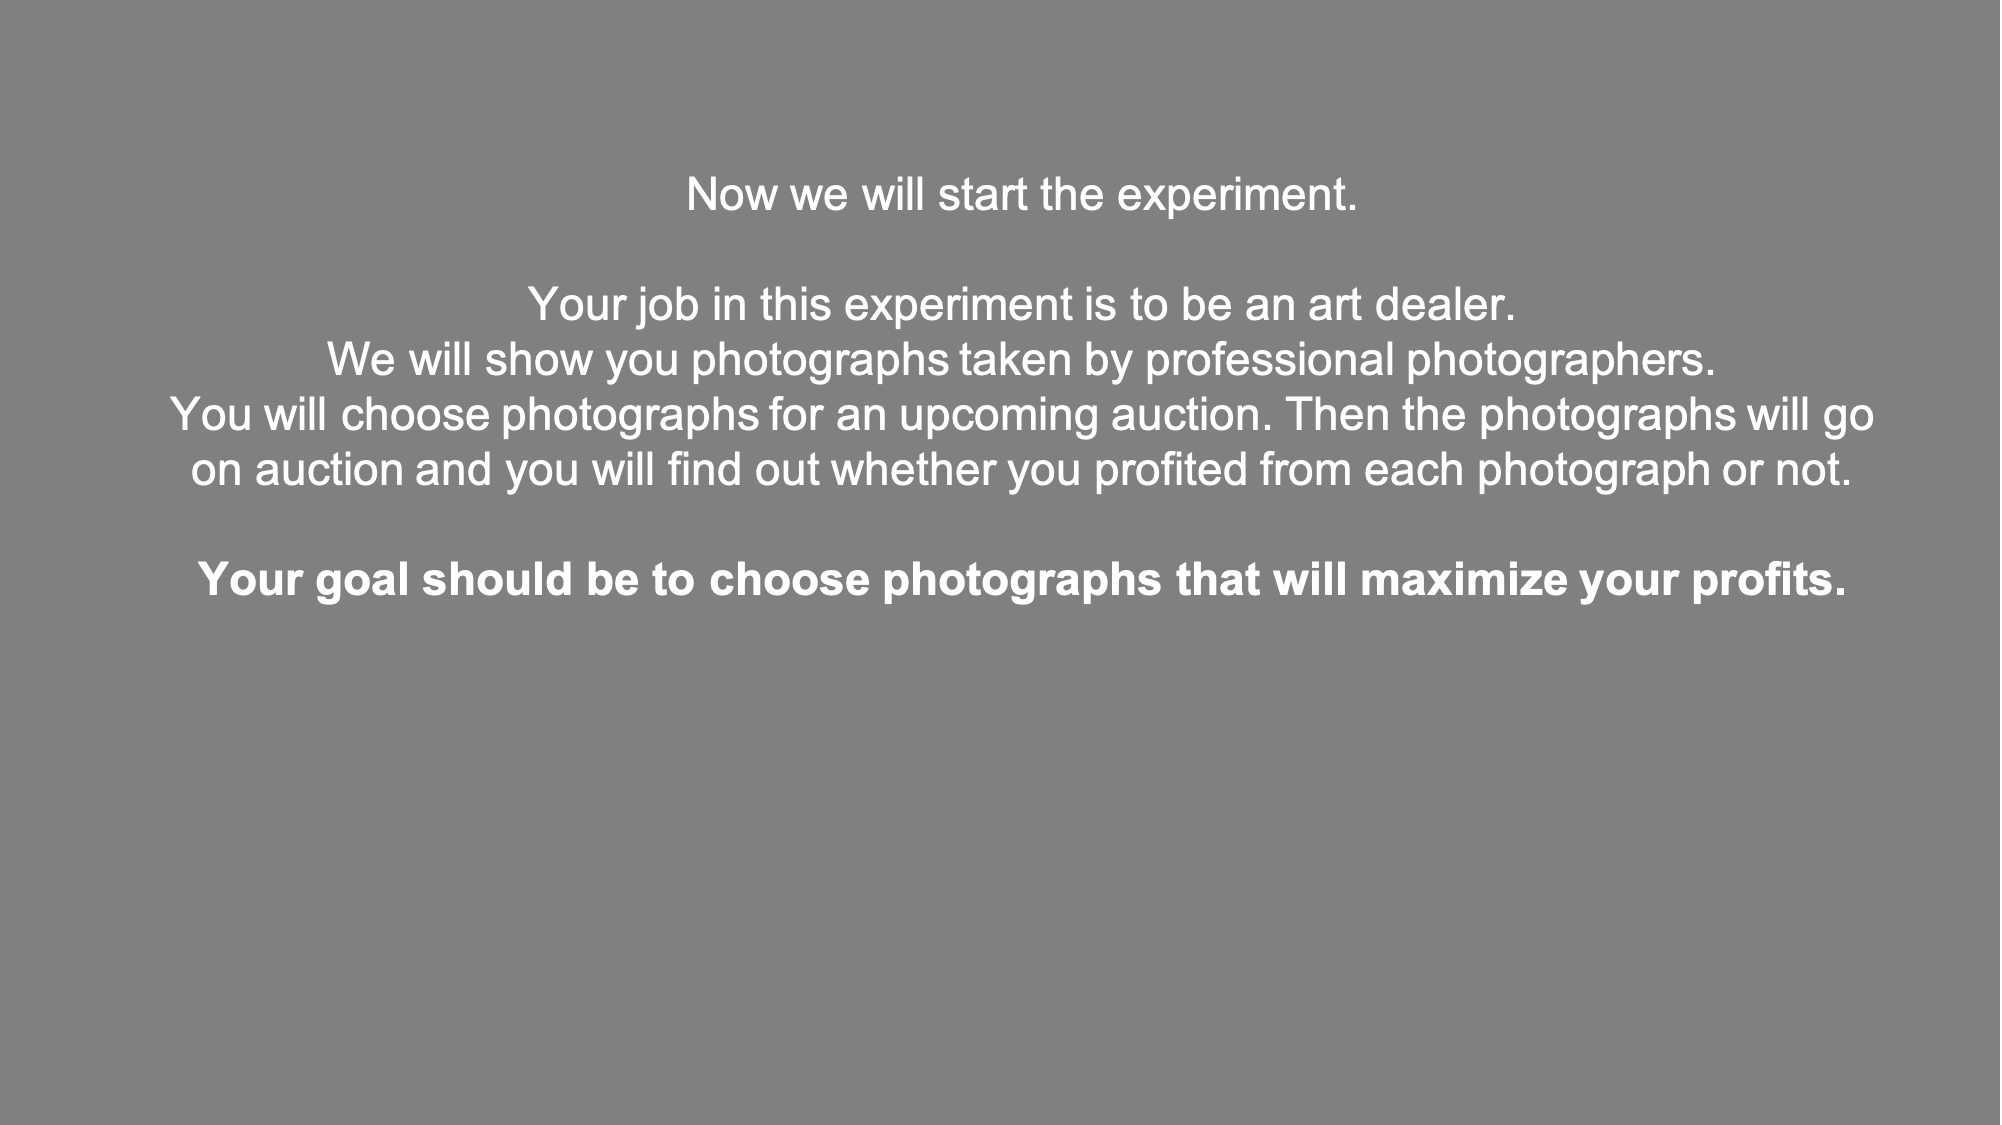 Now we will start the experiment.
Your job in this experiment is to be an art dealer.
We will show you photographs taken by professional photographers.
You will choose photographs for an upcoming auction. Then the photographs will go
on auction and you will find out whether you profited from each photograph or not.
Your goal should be to choose photographs that will maximize your profits.